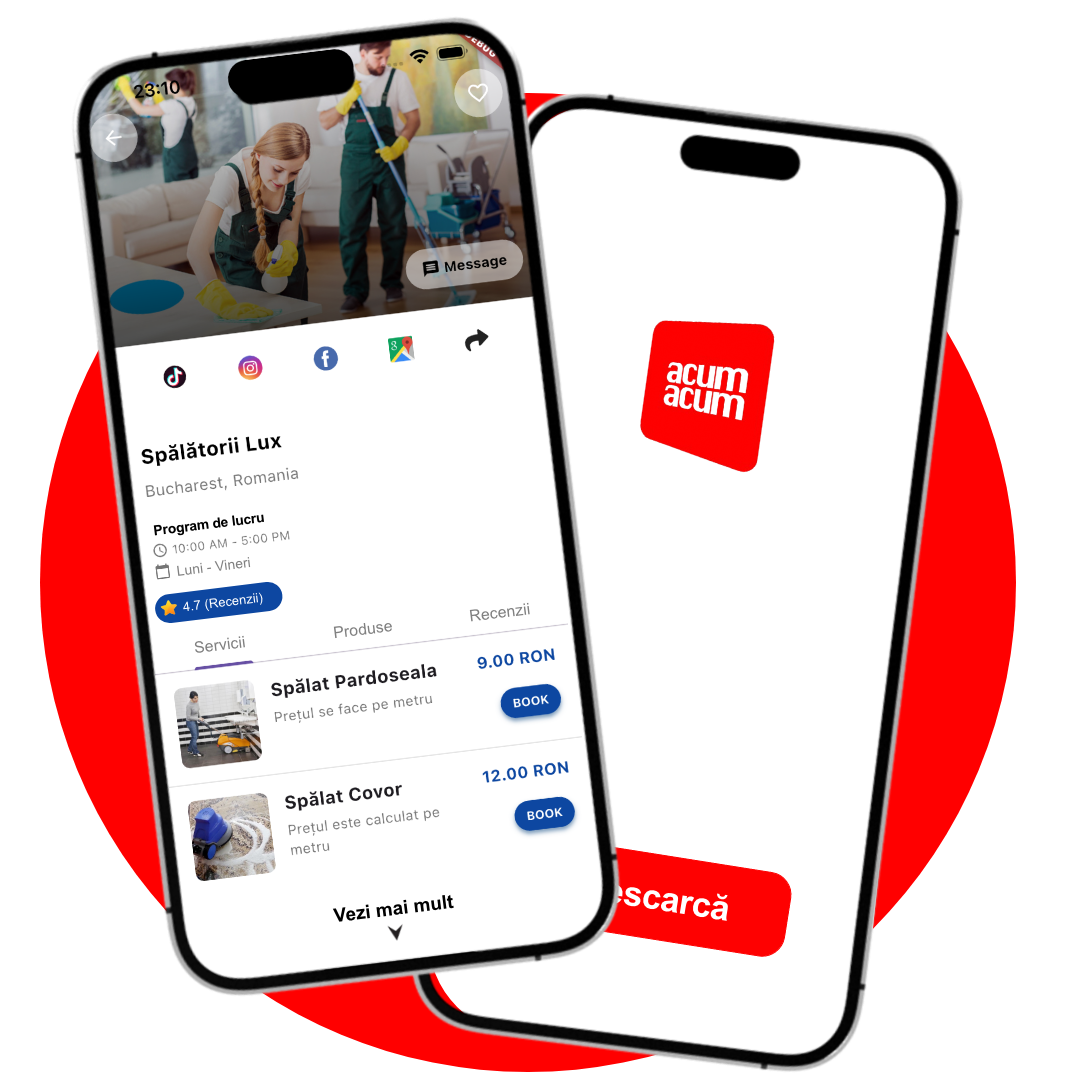 23:10
Message
Spălătorii Lux
Bucharest, Romania
Program de lucru
10:00 AM - 5:00 PM
Luni - Vineri
4.7 (Recenzii)
Servicii Produse Recenzii
Spălat Pardoseala 9.00 RON
Prețul se face pe metru BOOK
Spălat Covor 12.00 RON
Prețul este calculat pe BOOK
metru
Vezi mai mult
acum
acum
escarcă